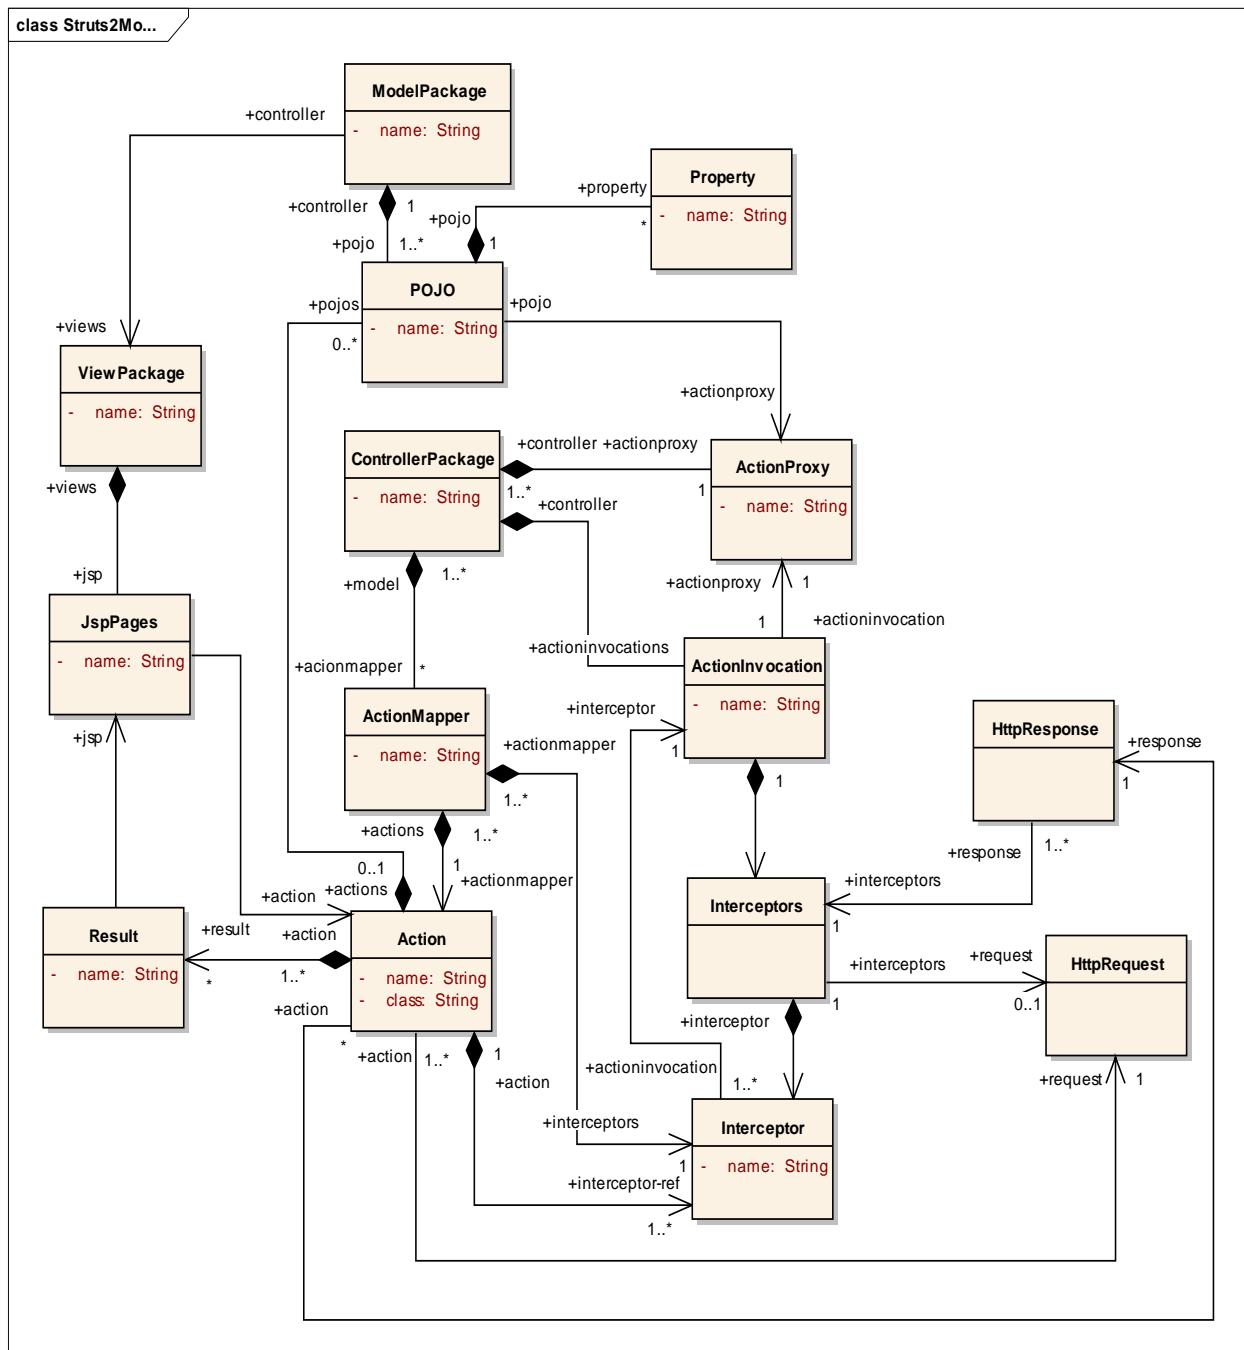 class Struts2Mo...
ModelPackage
- name: String
+controller
+controller
1
+pojo
1..*
Property
- name: String
+property
*
+pojo
1
POJO
- name: String
+pojos
0..*
+pojo
+actionproxy
+views
ViewPackage
- name: String
+views
+jsp
ControllerPackage
- name: String
+controller +actionproxy
1..*
1
+controller
ActionProxy
- name: String
+model
1..*
+actionproxy
1
1
+actioninvocation
+actioninvocations
JspPages
- name: String
+jsp
+acionmapper
*
ActionInvocation
- name: String
+interceptor
1
1
ActionMapper
- name: String
+actionmapper
1..*
HttpResponse
+response
1
1..*
+response
+actions
1..*
0..1
1
+actionmapper
+actions
+action
+interceptors
1
Interceptors
Result
- name: String
+result
*
+action
1..*
Action
- name: String
- class: String
+interceptors
1
+request
0..1
HttpRequest
+action
*
+action
1..*
1
+action
+interceptor
+actioninvocation
1..*
+request
1
+interceptors
1
Interceptor
- name: String
+interceptor-ref
1..*